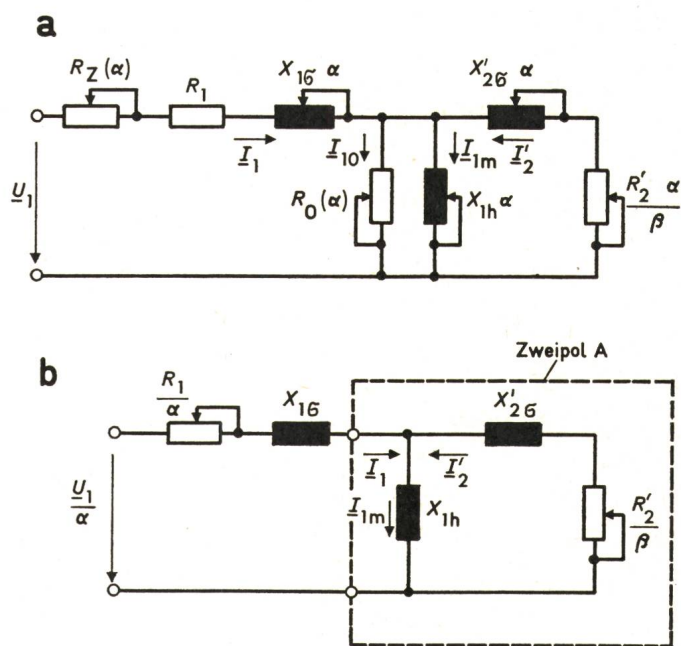 a
R_Z(α)
R_1
X_1σ α
X'_2σ α
I_1
I_10
I_1m
I'_2
U_1
R_0(α)
X_1h α
R'_2 α
β
Zweipol A
b
R_1
α
X_1σ
X'_2σ
I_1
I'_2
U_1
α
I_1m
X_1h
R'_2
β